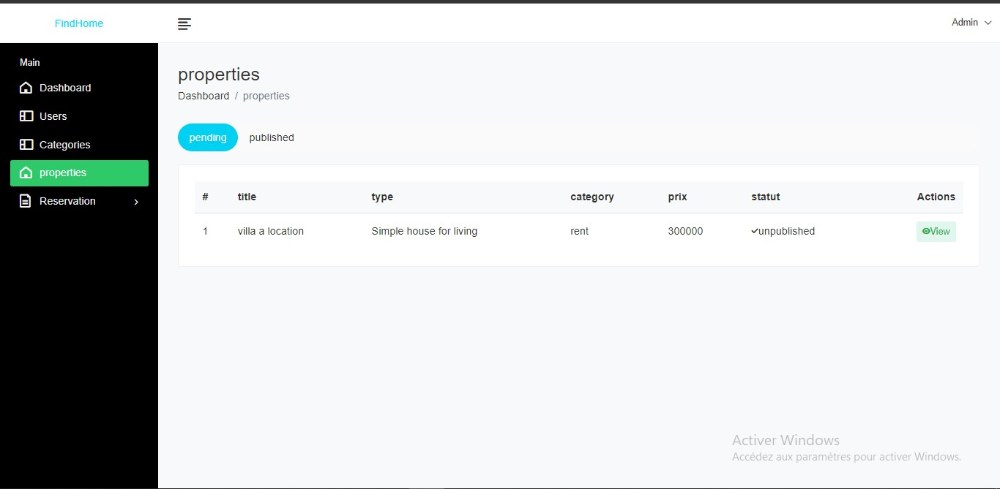 FindHome
Admin
Main
Dashboard
Users
Categories
properties
Reservation
properties
Dashboard / properties
pending published
# title type category prix statut Actions
1 villa a location Simple house for living rent 300000 unpublished View
Activer Windows
Accédez aux paramètres pour activer Windows.